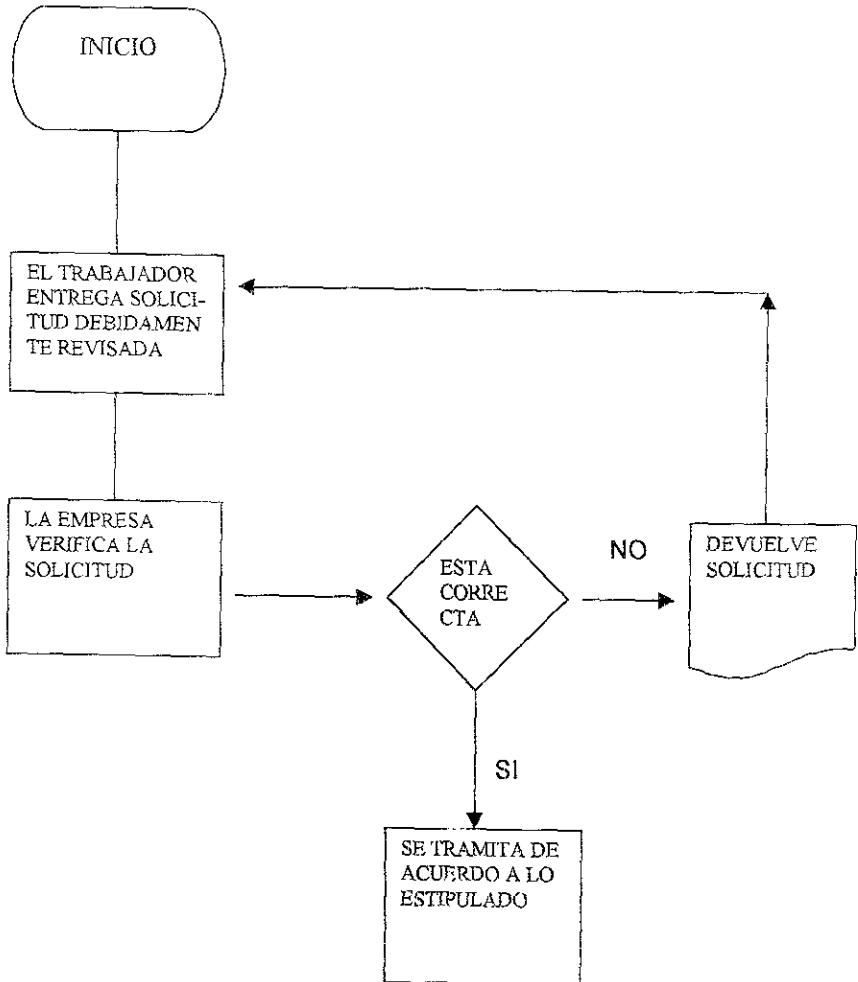 INICIO
EL TRABAJADOR
ENTREGA SOLICI-
TUD DEBIDAMEN
TE REVISADA
LA EMPRESA
VERIFICA LA
SOLICITUD
ESTA
CORRE
CTA
NO
DEVUELVE
SOLICITUD
SI
SE TRAMITA DE
ACUERDO A LO
ESTIPULADO